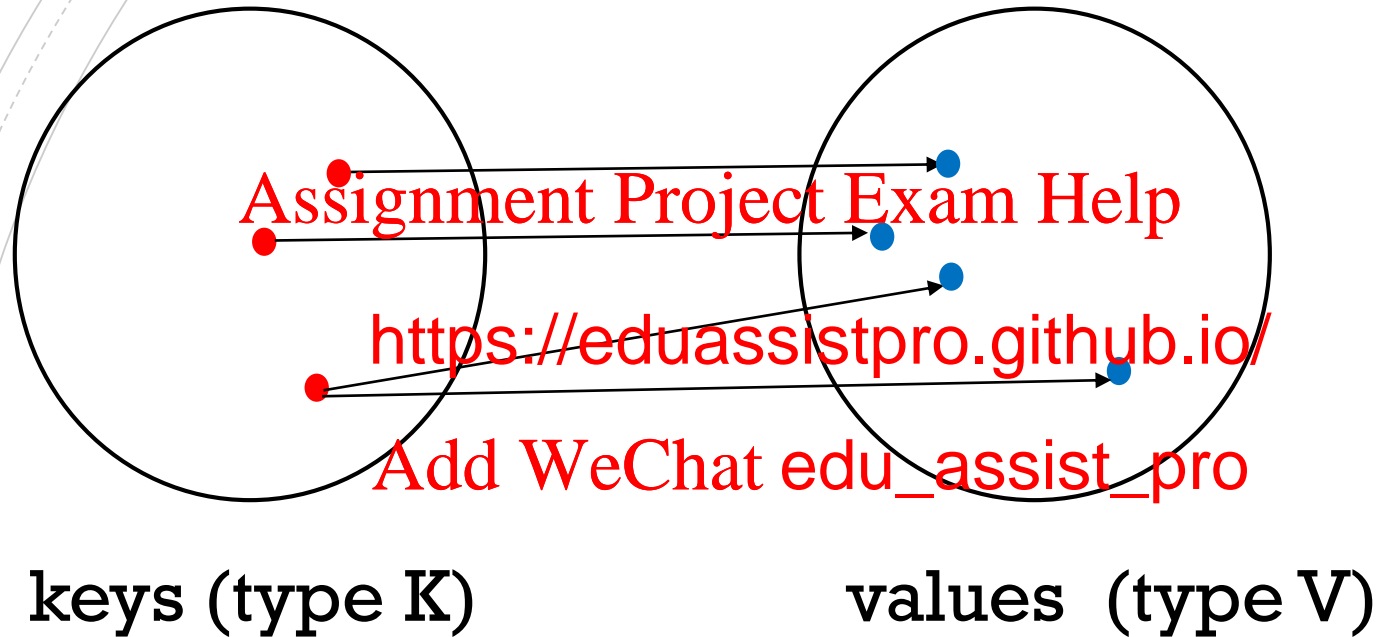 Assignment Project Exam Help
https://eduassistpro.github.io/
Add WeChat edu_assist_pro
keys (type K)
values (type V)